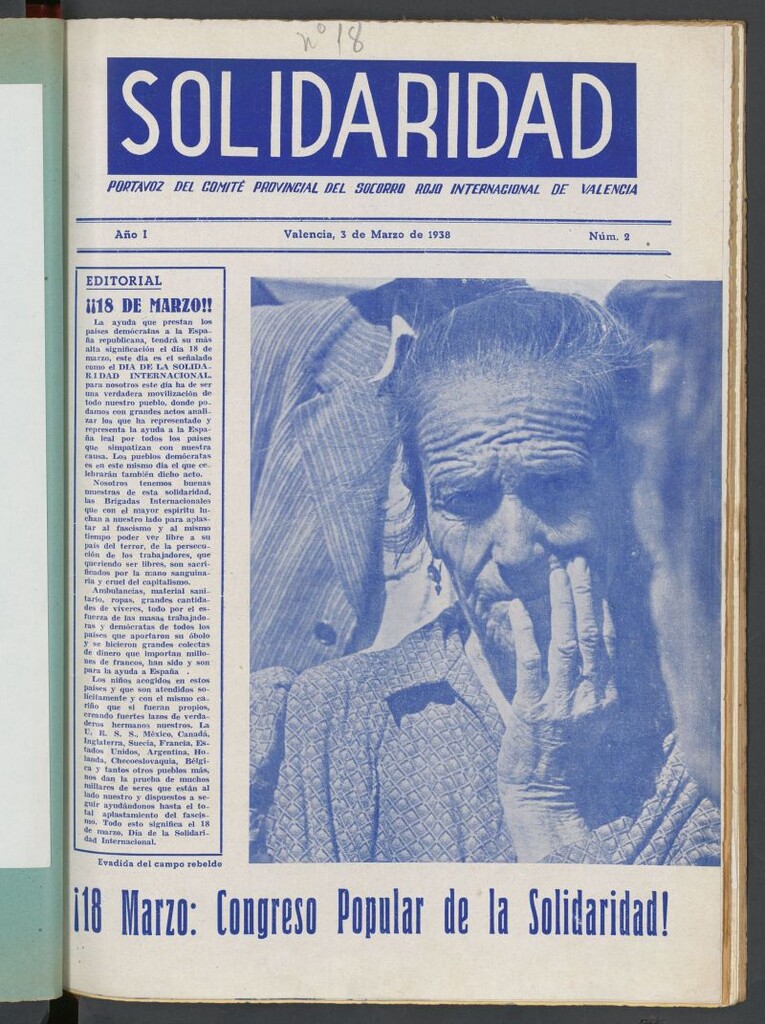 nº 18
SOLIDARIDAD
PORTAVOZ DEL COMITÉ PROVINCIAL DEL SOCORRO ROJO INTERNACIONAL DE VALENCIA
Año I Valencia, 3 de Marzo de 1938 Núm. 2
EDITORIAL
¡¡18 DE MARZO!!
La ayuda que prestan los
países demócratas a la Espa-
ña republicana, tendrá su más
alta significación el día 18 de
marzo, este día es el señalado
como el DIA DE LA SOLIDA-
RIDAD INTERNACIONAL,
para nosotros este día ha de ser
una verdadera movilización de
todo nuestro pueblo, donde po-
damos con grandes actos anali-
zar los que ha representado y
representa la ayuda a la Espa-
ña leal por todos los países
que simpatizan con nuestra
causa. Los pueblos demócratas
es en este mismo día el que ce-
lebrarán también dicho acto.
Nosotros tenemos buenas
muestras de esta solidaridad,
las Brigadas Internacionales
que con el mayor espíritu lu-
chan a nuestro lado para aplas-
tar al fascismo y al mismo
tiempo poder ver libre a su
país del terror, de la persecu-
ción de los trabajadores, que
queriendo ser libres, son sacri-
ficados por la mano sanguina-
ria y cruel del capitalismo.
Ambulancias, material sani-
tario, ropas, grandes cantida-
des de víveres, todo por el es-
fuerza de las masas trabajado-
ras y demócratas de todos los
países que aportaron su óbolo
y se hicieron grandes colectas
de dinero que importan millo-
nes de francos, han sido y son
para la ayuda a España .
Los niños acogidos en estos
países y que son atendidos so-
lícitamente y con el mismo ca-
riño que si fueran propios,
creando fuertes lazos de verda-
deros hermanos nuestros. La
U. R. S. S., México, Canadá,
Inglaterra, Suecia, Francia, Es-
tados Unidos, Argentina, Ho-
landa, Checoeslovaquia, Bélgi-
ca y tantos otros pueblos más,
nos dan la prueba de muchos
millares de seres que están al
lado nuestro y dispuestos a se-
guir ayudándonos hasta el to-
tal aplastamiento del fascis-
mo. Todo esto significa el 18
de marzo, Día de la Solidari-
dad Internacional.
Evadida del campo rebelde
¡18 Marzo: Congreso Popular de la Solidaridad!